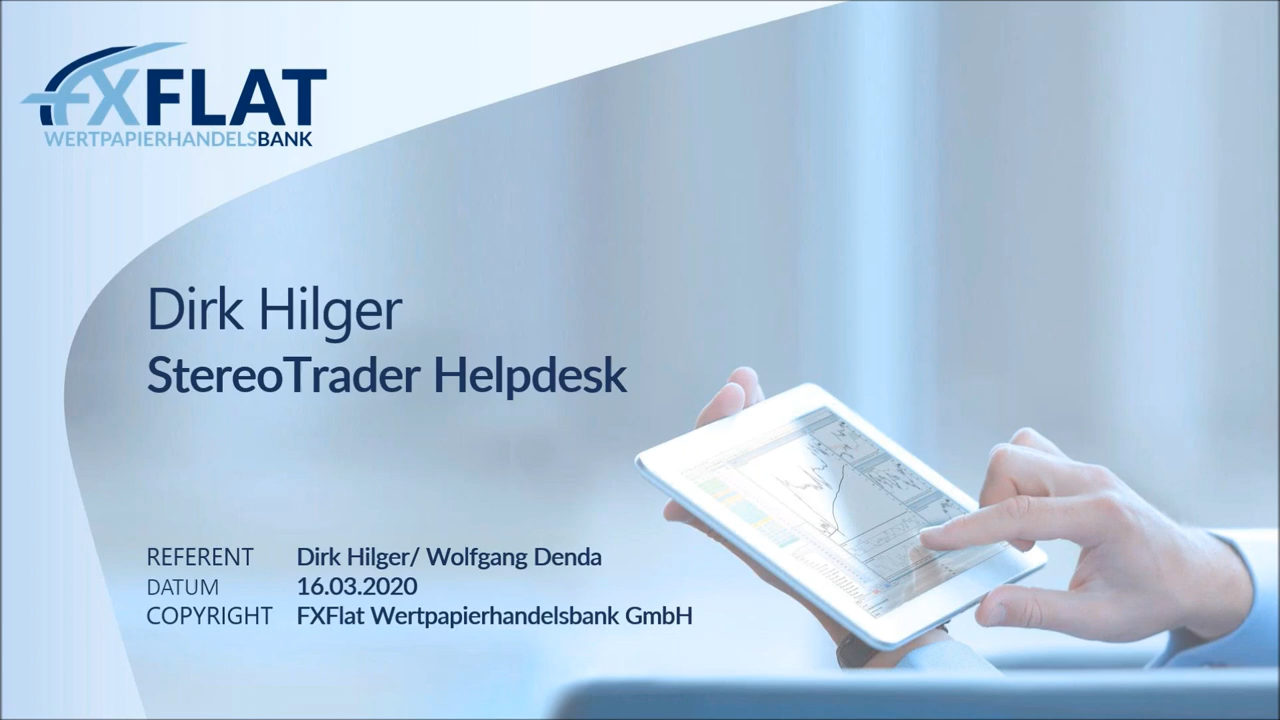 FXFLAT
WERTPAPIERHANDELSBANK
Dirk Hilger
StereoTrader Helpdesk
REFERENT Dirk Hilger/ Wolfgang Denda
DATUM 16.03.2020
COPYRIGHT FXFlat Wertpapierhandelsbank GmbH